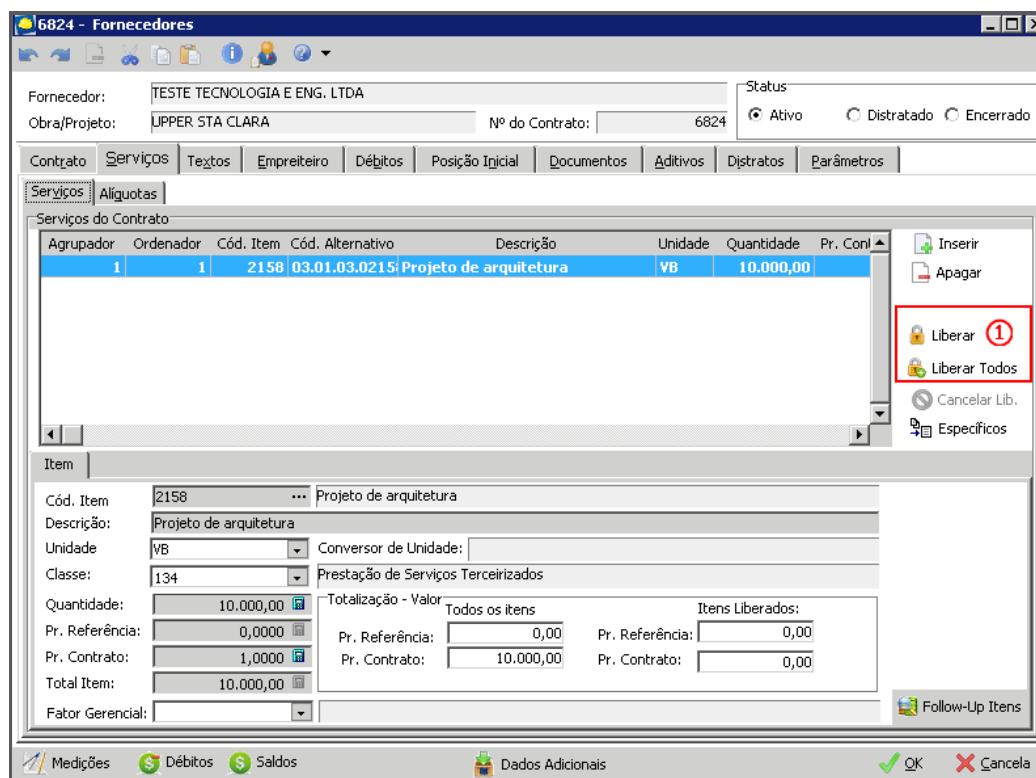 6824 - Fornecedores
Fornecedor: TESTE TECNOLOGIA E ENG. LTDA
Status
Obra/Projeto: UPPER STA CLARA Nº do Contrato: 6824
Ativo Distratado Encerrado
Contrato Serviços Textos Empreiteiro Débitos Posição Inicial Documentos Aditivos Distratos Parâmetros
Serviços Alíquotas
Serviços do Contrato
Agrupador Ordenador Cód. Item Cód. Alternativo Descrição Unidade Quantidade Pr. Cont
1 1 2158 03.01.03.0215 Projeto de arquitetura VB 10.000,00
Inserir
Apagar
Liberar 1
Liberar Todos
Cancelar Lib.
Específicos
Item
Cód. Item 2158 ... Projeto de arquitetura
Descrição: Projeto de arquitetura
Unidade VB Conversor de Unidade:
Classe: 134 Prestação de Serviços Terceirizados
Quantidade: 10.000,00
Totalização - Valor
Todos os itens Itens Liberados:
Pr. Referência: 0,0000
Pr. Referência: 0,00 Pr. Referência: 0,00
Pr. Contrato: 1,0000
Pr. Contrato: 10.000,00 Pr. Contrato: 0,00
Total Item: 10.000,00
Fator Gerencial:
Follow-Up Itens
Medições Débitos Saldos Dados Adicionais OK Cancela